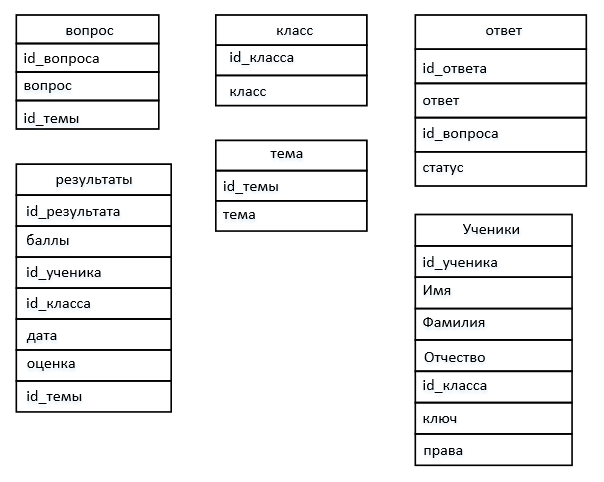 вопрос
id_вопроса
вопрос
id_темы
класс
id_класса
класс
ответ
id_ответа
ответ
id_вопроса
статус
тема
id_темы
тема
результаты
id_результата
баллы
id_ученика
id_класса
дата
оценка
id_темы
Ученики
id_ученика
Имя
Фамилия
Отчество
id_класса
ключ
права